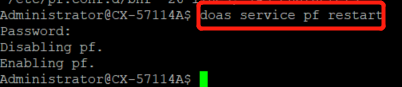 Administrator@CX-57114A$ doas service pf restart
Password:
Disabling pf.
Enabling pf.
Administrator@CX-57114A$